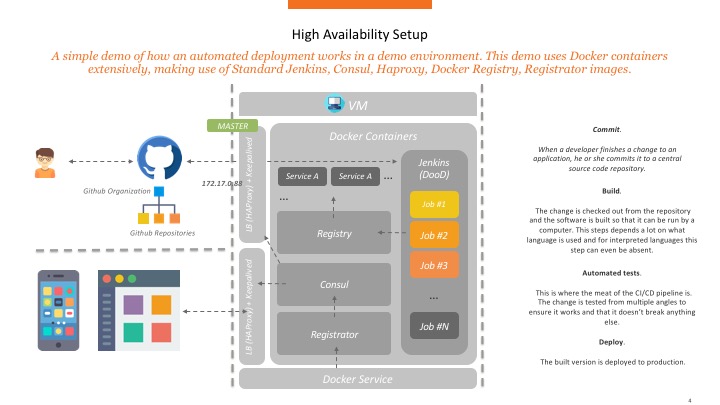 High Availability Setup
A simple demo of how an automated deployment works in a demo environment. This demo uses Docker containers
extensively, making use of Standard Jenkins, Consul, Haproxy, Docker Registry, Registrator images.
VM
MASTER
Docker Containers
LB (HAProxy) + Keepalived
172.17.0.88
Github Organization
Github Repositories
Service A
Service A
...
...
Jenkins
(DooD)
Job #1
Job #2
Job #3
...
Job #N
Registry
Consul
Registrator
LB (HAProxy) + Keepalived
Docker Service
Commit.
When a developer finishes a change to an
application, he or she commits it to a central
source code repository.
Build.
The change is checked out from the repository
and the software is built so that it can be run by a
computer. This steps depends a lot on what
language is used and for interpreted languages this
step can even be absent.
Automated tests.
This is where the meat of the CI/CD pipeline is.
The change is tested from multiple angles to
ensure it works and that it doesn't break anything
else.
Deploy.
The built version is deployed to production.
4